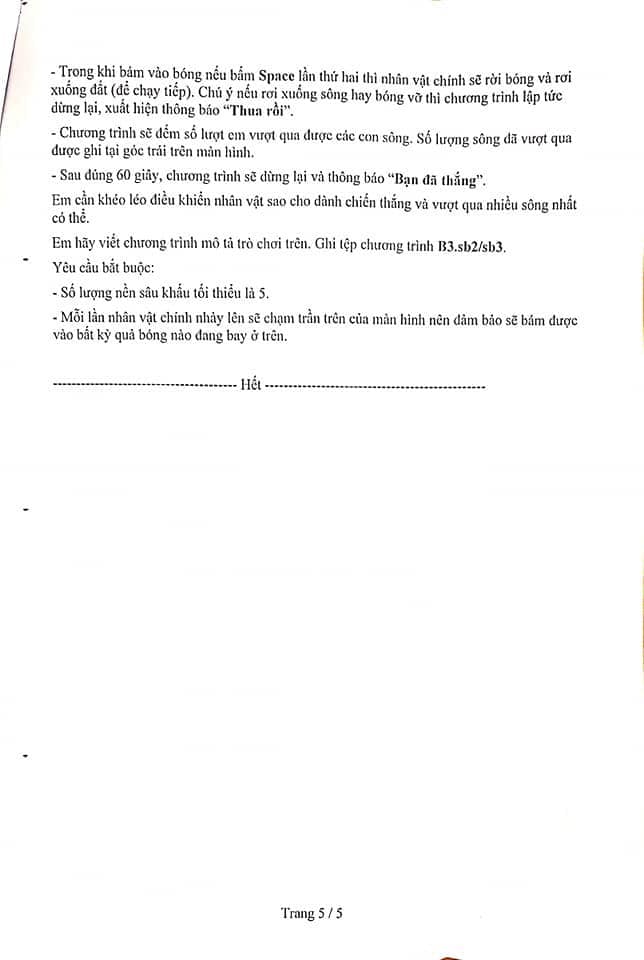 - Trong khi bám vào bóng nếu bấm Space lần thứ hai thì nhân vật chính sẽ rời bóng và rơi
xuống đất (để chạy tiếp). Chú ý nếu rơi xuống sông hay bóng vỡ thì chương trình lập tức
dừng lại, xuất hiện thông báo “Thua rồi”.
- Chương trình sẽ đếm số lượt em vượt qua được các con sông. Số lượng sông đã vượt qua
được ghi tại góc trái trên màn hình.
- Sau đúng 60 giây, chương trình sẽ dừng lại và thông báo “Bạn đã thắng”.
Em cần khéo léo điều khiển nhân vật sao cho dành chiến thắng và vượt qua nhiều sông nhất
có thể.
Em hãy viết chương trình mô tả trò chơi trên. Ghi tệp chương trình B3.sb2/sb3.
Yêu cầu bắt buộc:
- Số lượng nền sâu khấu tối thiểu là 5.
- Mỗi lần nhân vật chính nhảy lên sẽ chạm trần trên của màn hình nên đảm bảo sẽ bám được
vào bất kỳ quả bóng nào đang bay ở trên.
-------------------------------------- Hết ---------------------------------------------
Trang 5 / 5